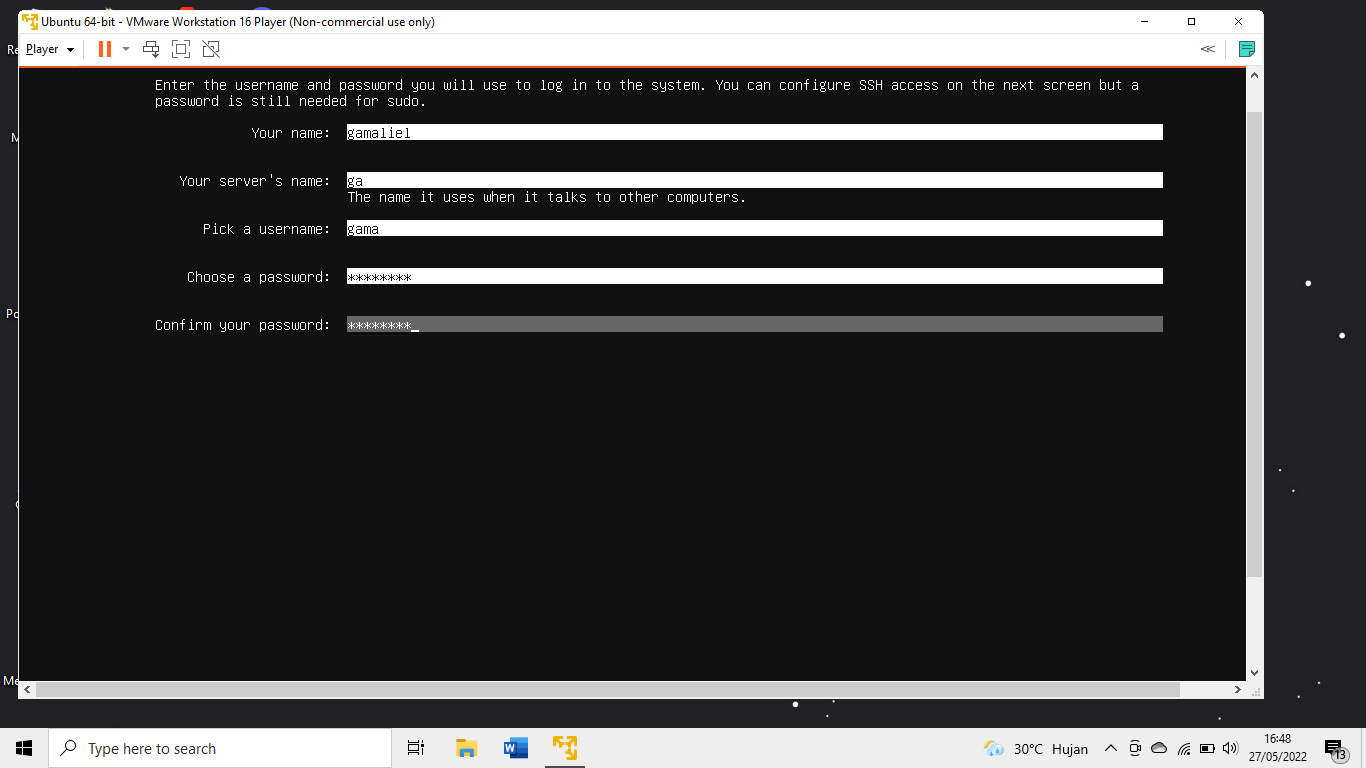 Ubuntu 64-bit - VMware Workstation 16 Player (Non-commercial use only)
Player
Enter the username and password you will use to log in to the system. You can configure SSH access on the next screen but a
password is still needed for sudo.
Your name: gamaliel
Your server's name: ga
The name it uses when it talks to other computers.
Pick a username: gama
Choose a password: ********
Confirm your password: ********_
Type here to search
30°C Hujan
16:48
27/05/2022
13